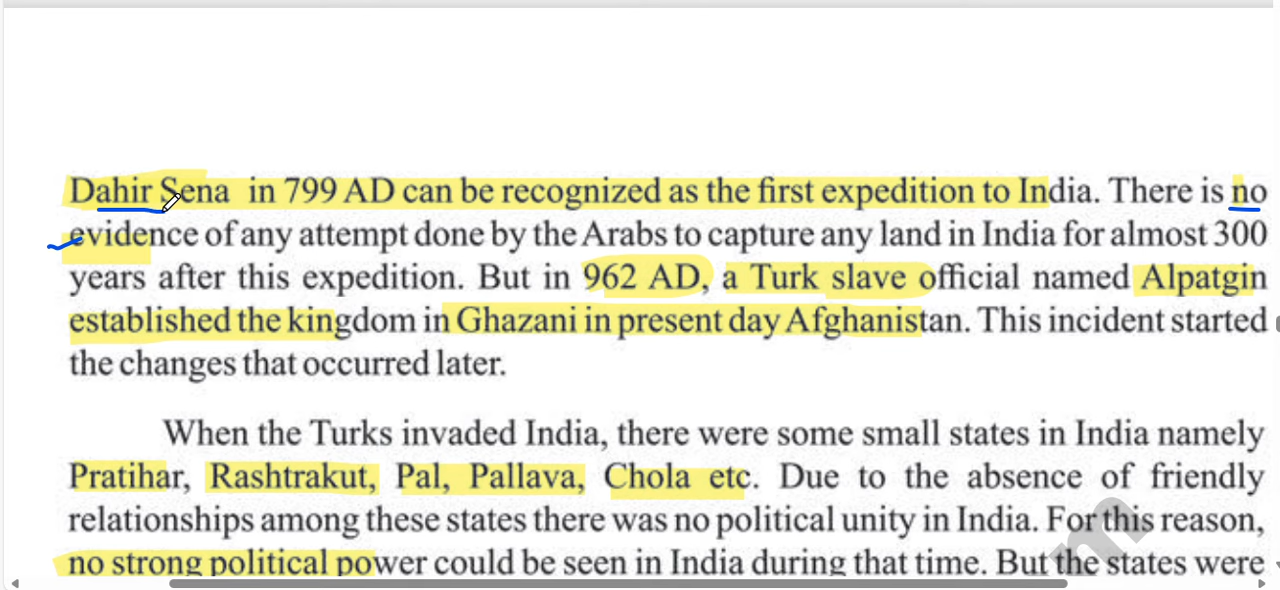 Dahir Sena in 799 AD can be recognized as the first expedition to India. There is no
evidence of any attempt done by the Arabs to capture any land in India for almost 300
years after this expedition. But in 962 AD, a Turk slave official named Alpatgin
established the kingdom in Ghazani in present day Afghanistan. This incident started
the changes that occurred later.
When the Turks invaded India, there were some small states in India namely
Pratihar, Rashtrakut, Pal, Pallava, Chola etc. Due to the absence of friendly
relationships among these states there was no political unity in India. For this reason,
no strong political power could be seen in India during that time. But the states were
m